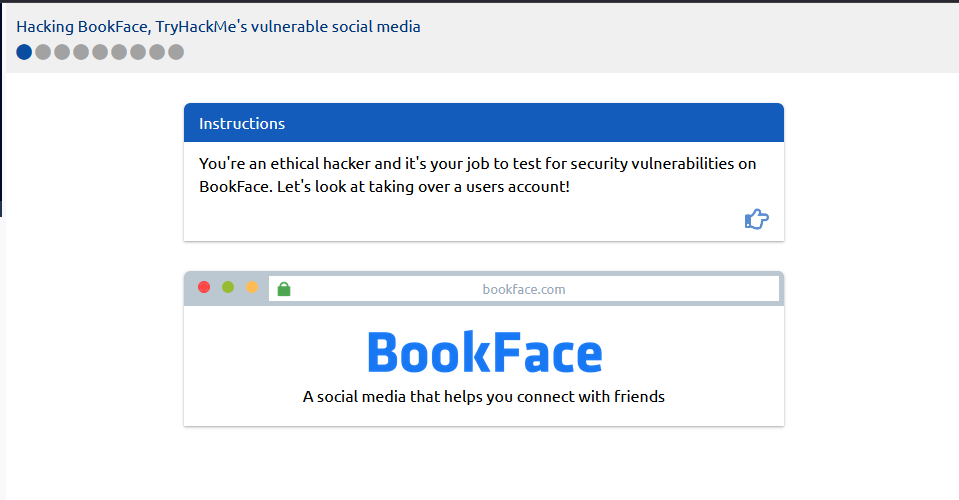 Hacking BookFace, TryHackMe's vulnerable social media
Instructions
You're an ethical hacker and it's your job to test for security vulnerabilities on
BookFace. Let's look at taking over a users account!
bookface.com
BookFace
A social media that helps you connect with friends